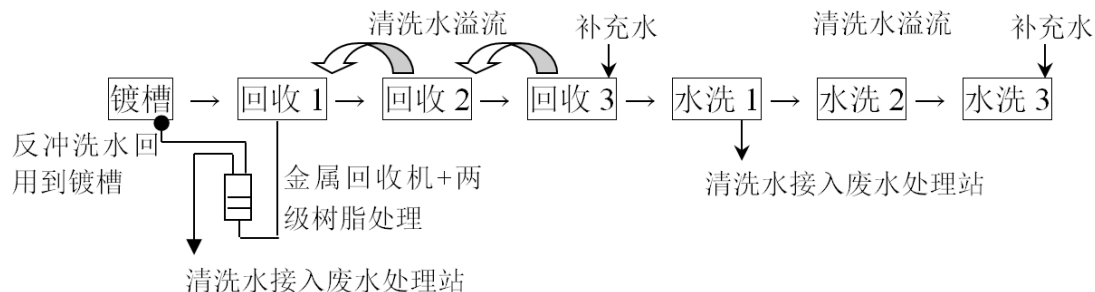 清洗水溢流 补充水 清洗水溢流 补充水
镀槽 → 回收 1 → 回收 2 → 回收 3 → 水洗 1 → 水洗 2 → 水洗 3
反冲洗水回
用到镀槽
金属回收机+两
级树脂处理
清洗水接入废水处理站
清洗水接入废水处理站